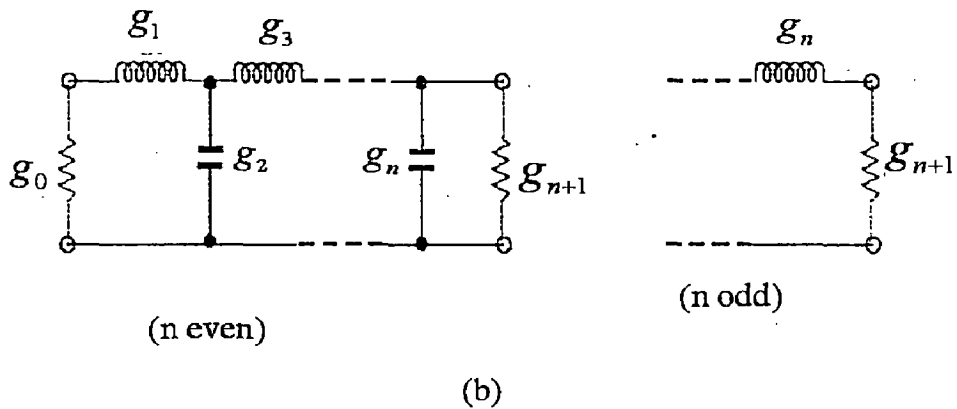 g1 g3 gn
g0 g2 gn gn+1 gn+1
(n even) (n odd)
(b)